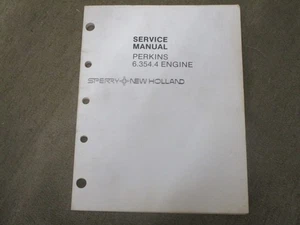 SERVICE
MANUAL
PERKINS
6.354.4 ENGINE
SPERRY NEW HOLLAND